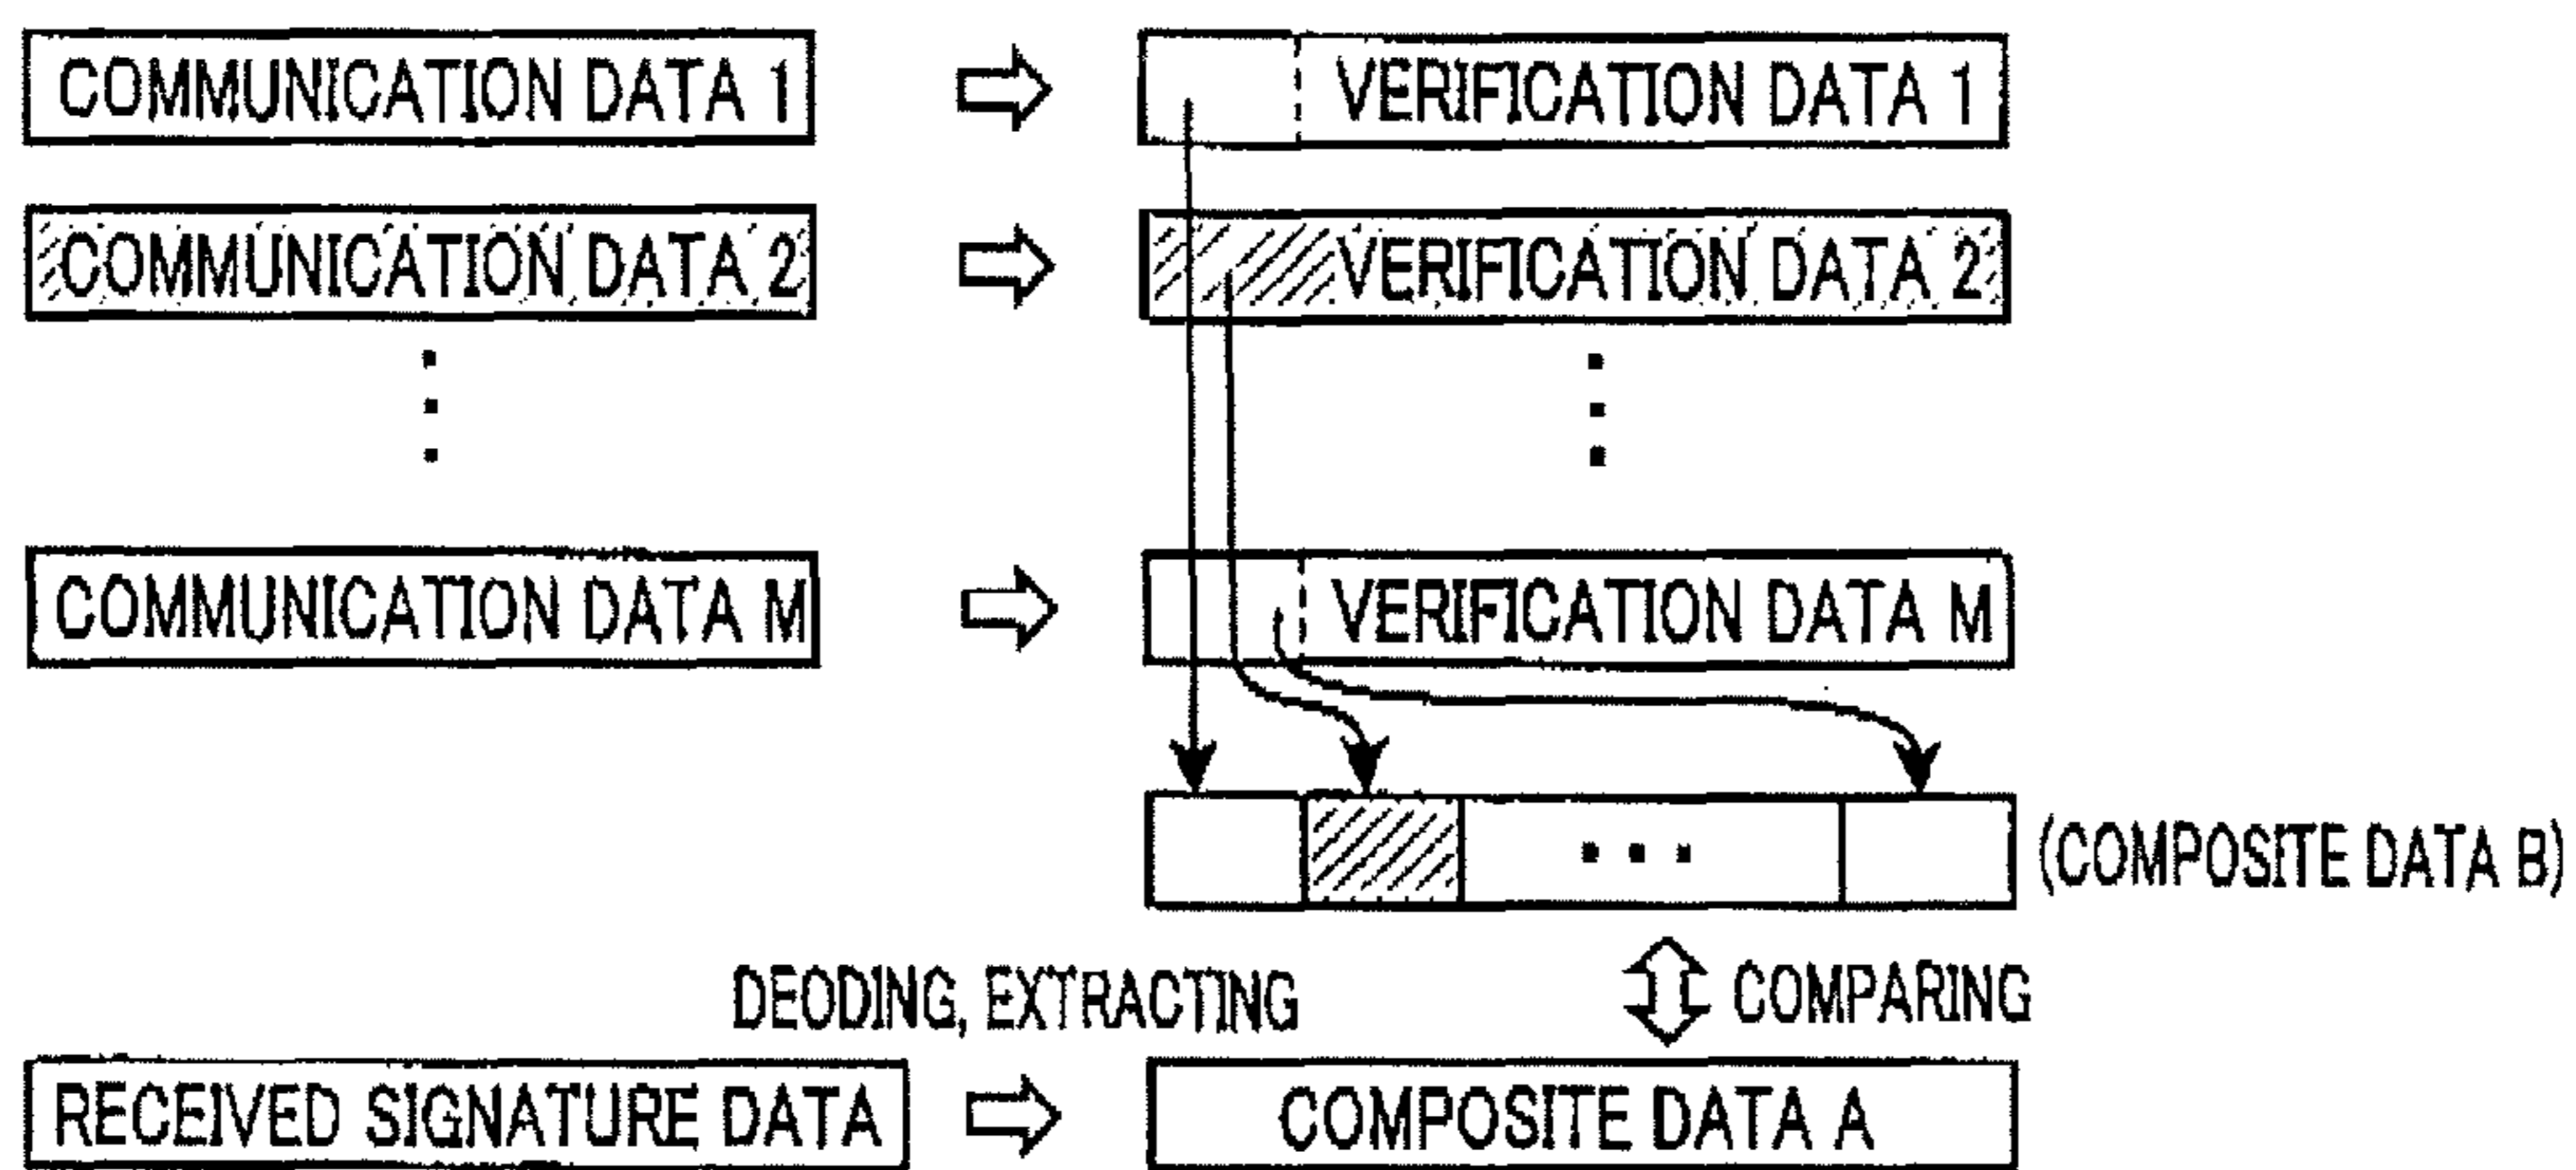 COMMUNICATION DATA 1 VERIFICATION DATA 1
COMMUNICATION DATA 2 VERIFICATION DATA 2
COMMUNICATION DATA M VERIFICATION DATA M
(COMPOSITE DATA B)
DEODING, EXTRACTING COMPARING
RECEIVED SIGNATURE DATA COMPOSITE DATA A